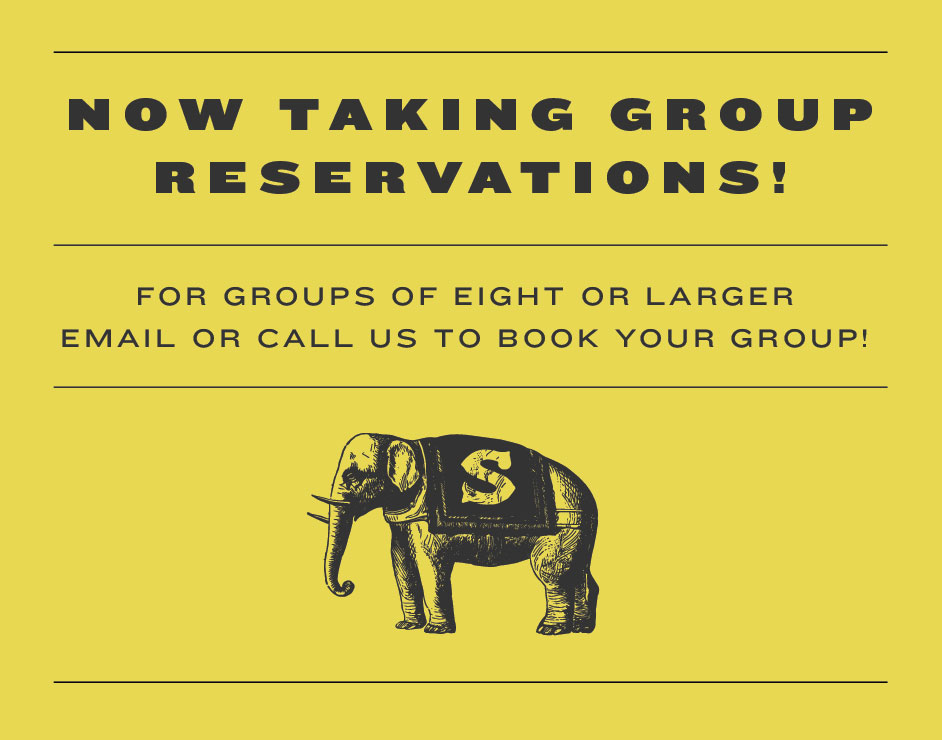 NOW TAKING GROUP
RESERVATIONS!
FOR GROUPS OF EIGHT OR LARGER
EMAIL OR CALL US TO BOOK YOUR GROUP!
S